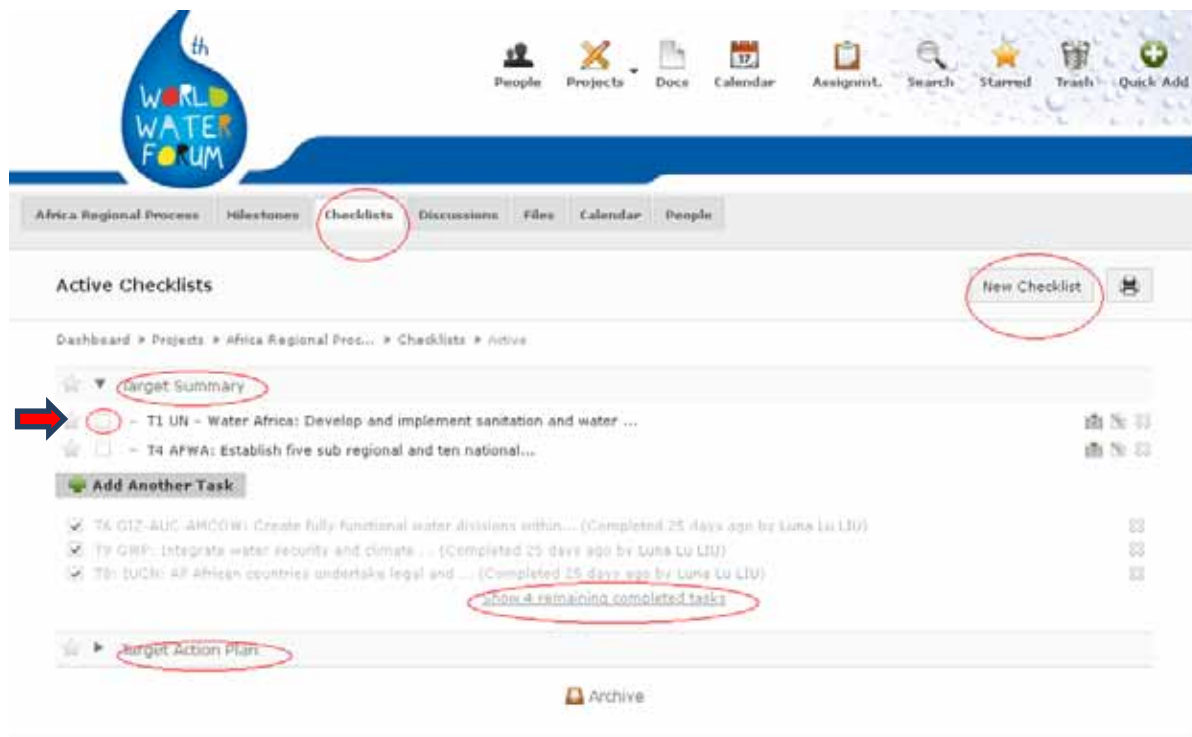 th
WORLD
WATER
FORUM
People Projects Docs Calendar Assignmt. Search Starred Trash Quick Add
17
Africa Regional Process Milestones Checklists Discussions Files Calendar People
Active Checklists
New Checklist
Dashboard » Projects » Africa Regional Proc... » Checklists » Active
Target Summary
– T1 UN – Water Africa: Develop and implement sanitation and water ...
– T4 AFWA: Establish five sub regional and ten national...
Add Another Task
T6 GIZ-AUC-AMCOW: Create fully functional water divisions within... (Completed 25 days ago by Luna Lu LIU)
T9 GWP: Integrate water security and climate ... (Completed 25 days ago by Luna Lu LIU)
T8: IUCN: All African countries undertake legal and ... (Completed 25 days ago by Luna Lu LIU)
Show 4 remaining completed tasks
Target Action Plan
Archive